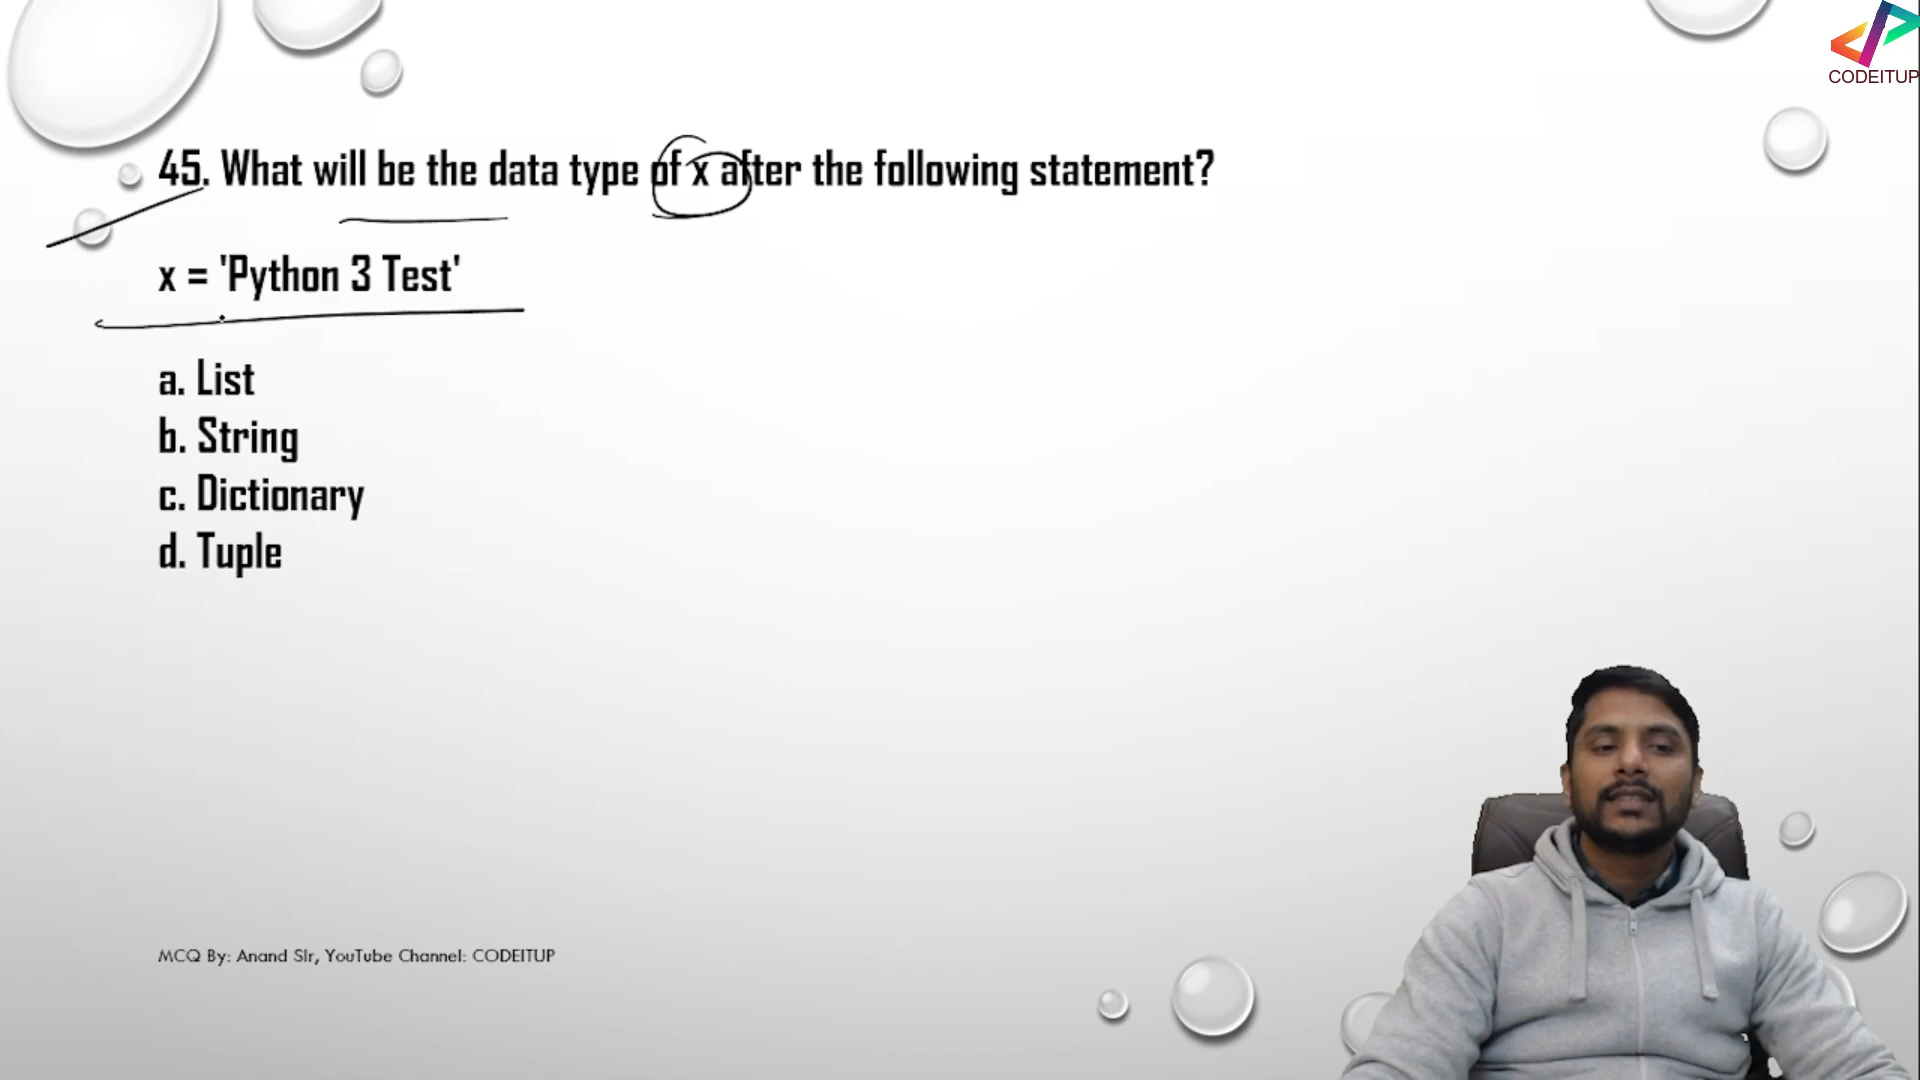 CODEITUP
45. What will be the data type of x after the following statement?
x = 'Python 3 Test'
a. List
b. String
c. Dictionary
d. Tuple
MCQ By: Anand SIr, YouTube Channel: CODEITUP